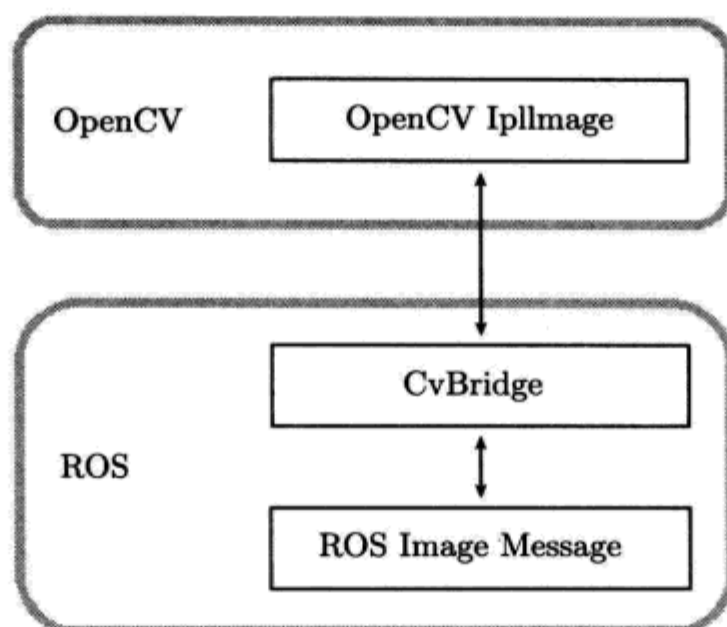 OpenCV
OpenCV IplImage
CvBridge
ROS
ROS Image Message